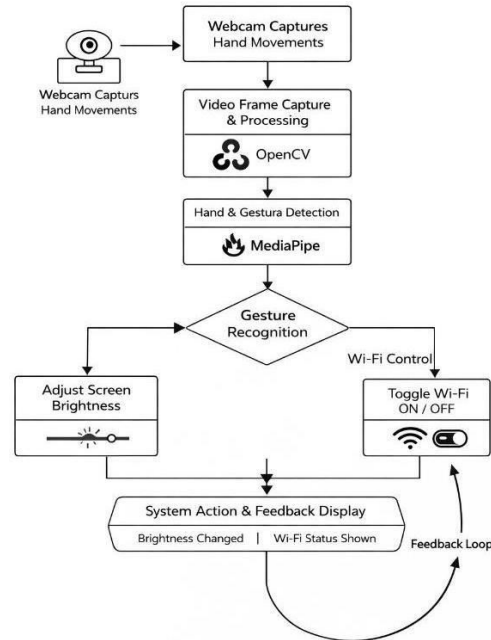 Webcam Captures
Hand Movements
Webcam Capturs
Hand Movements
Video Frame Capture
& Processing
OpenCV
Hand & Gestura Detection
MediaPipe
Gesture
Recognition
Wi-Fi Control
Adjust Screen
Brightness
Toggle Wi-Fi
ON / OFF
System Action & Feedback Display
Brightness Changed | Wi-Fi Status Shown
Feedback Loop